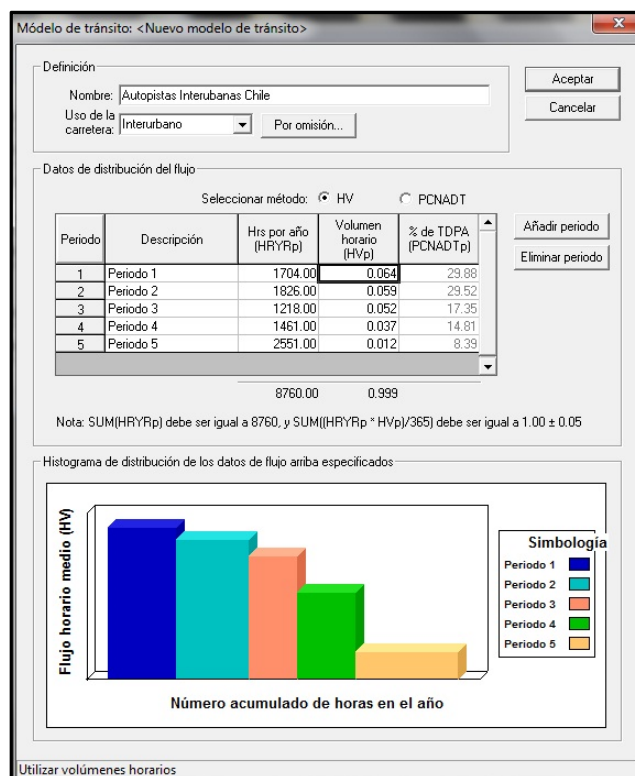 Módelo de tránsito: <Nuevo modelo de tránsito>
Definición
Nombre: Autopistas Interubanas Chile
Uso de la carretera: Interurbano
Por omisión...
Aceptar
Cancelar
Datos de distribución del flujo
Seleccionar método: HV PCNADT
Periodo Descripción Hrs por año (HRYRp) Volumen horario (HVp) % de TDPA (PCNADTp)
1 Periodo 1 1704.00 0.064 29.88
2 Periodo 2 1826.00 0.059 29.52
3 Periodo 3 1218.00 0.052 17.35
4 Periodo 4 1461.00 0.037 14.81
5 Periodo 5 2551.00 0.012 8.39
8760.00 0.999
Añadir periodo
Eliminar periodo
Nota: SUM(HRYRp) debe ser igual a 8760, y SUM((HRYRp * HVp)/365) debe ser igual a 1.00 ± 0.05
Histograma de distribución de los datos de flujo arriba especificados
Flujo horario medio (HV)
Número acumulado de horas en el año
Simbología
Periodo 1
Periodo 2
Periodo 3
Periodo 4
Periodo 5
Utilizar volúmenes horarios